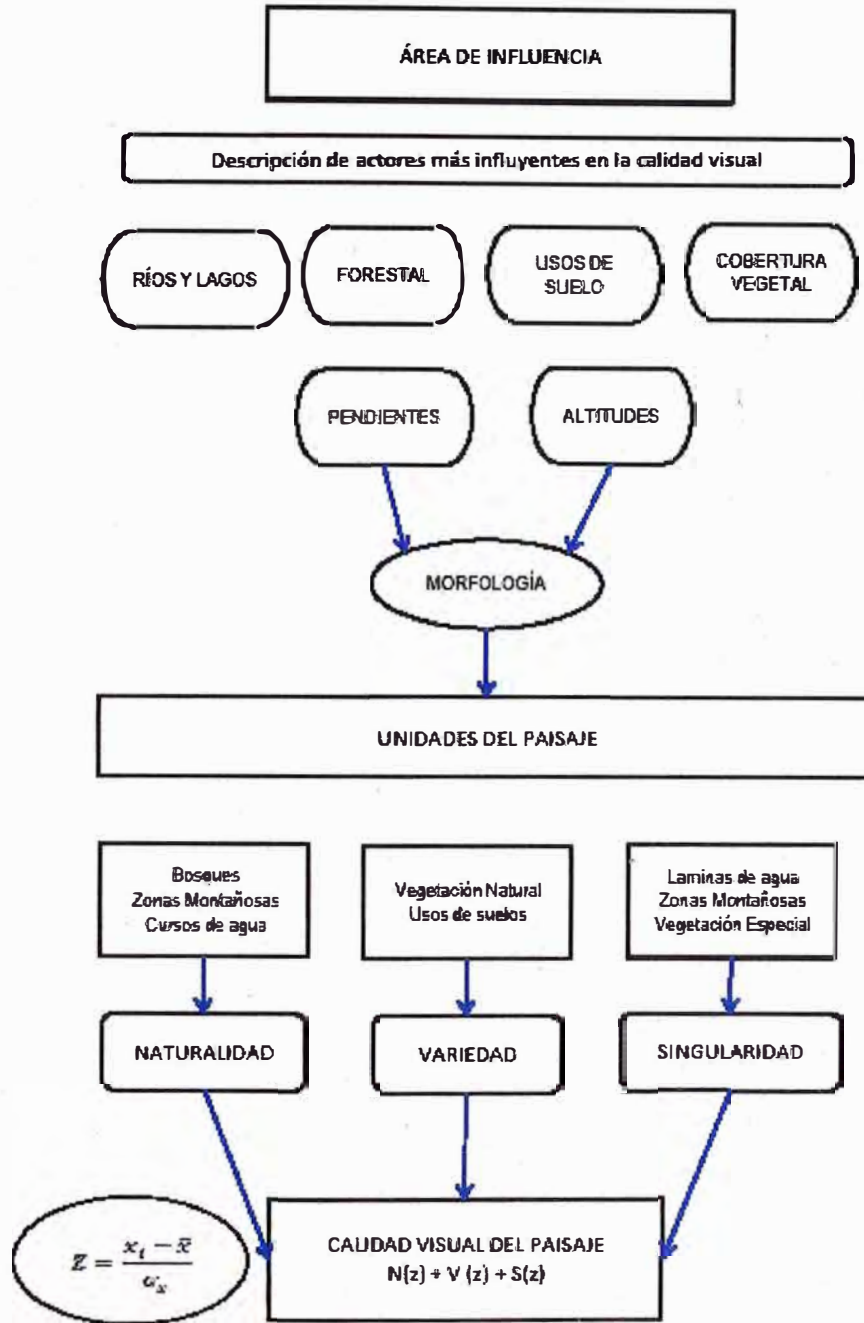 ÁREA DE INFLUENCIA
Descripción de actores más influyentes en la calidad visual
RÍOS Y LAGOS
FORESTAL
USOS DE
SUELO
COBERTURA
VEGETAL
PENDIENTES
ALTITUDES
MORFOLOGÍA
UNIDADES DEL PAISAJE
Bosques
Zonas Montañosas
Cursos de agua
Vegetación Natural
Usos de suelos
Laminas de agua
Zonas Montañosas
Vegetación Especial
NATURALIDAD
VARIEDAD
SINGULARIDAD
Z = (x_i − x̄) / α_x
CALIDAD VISUAL DEL PAISAJE
N(z) + V (z) + S(z)